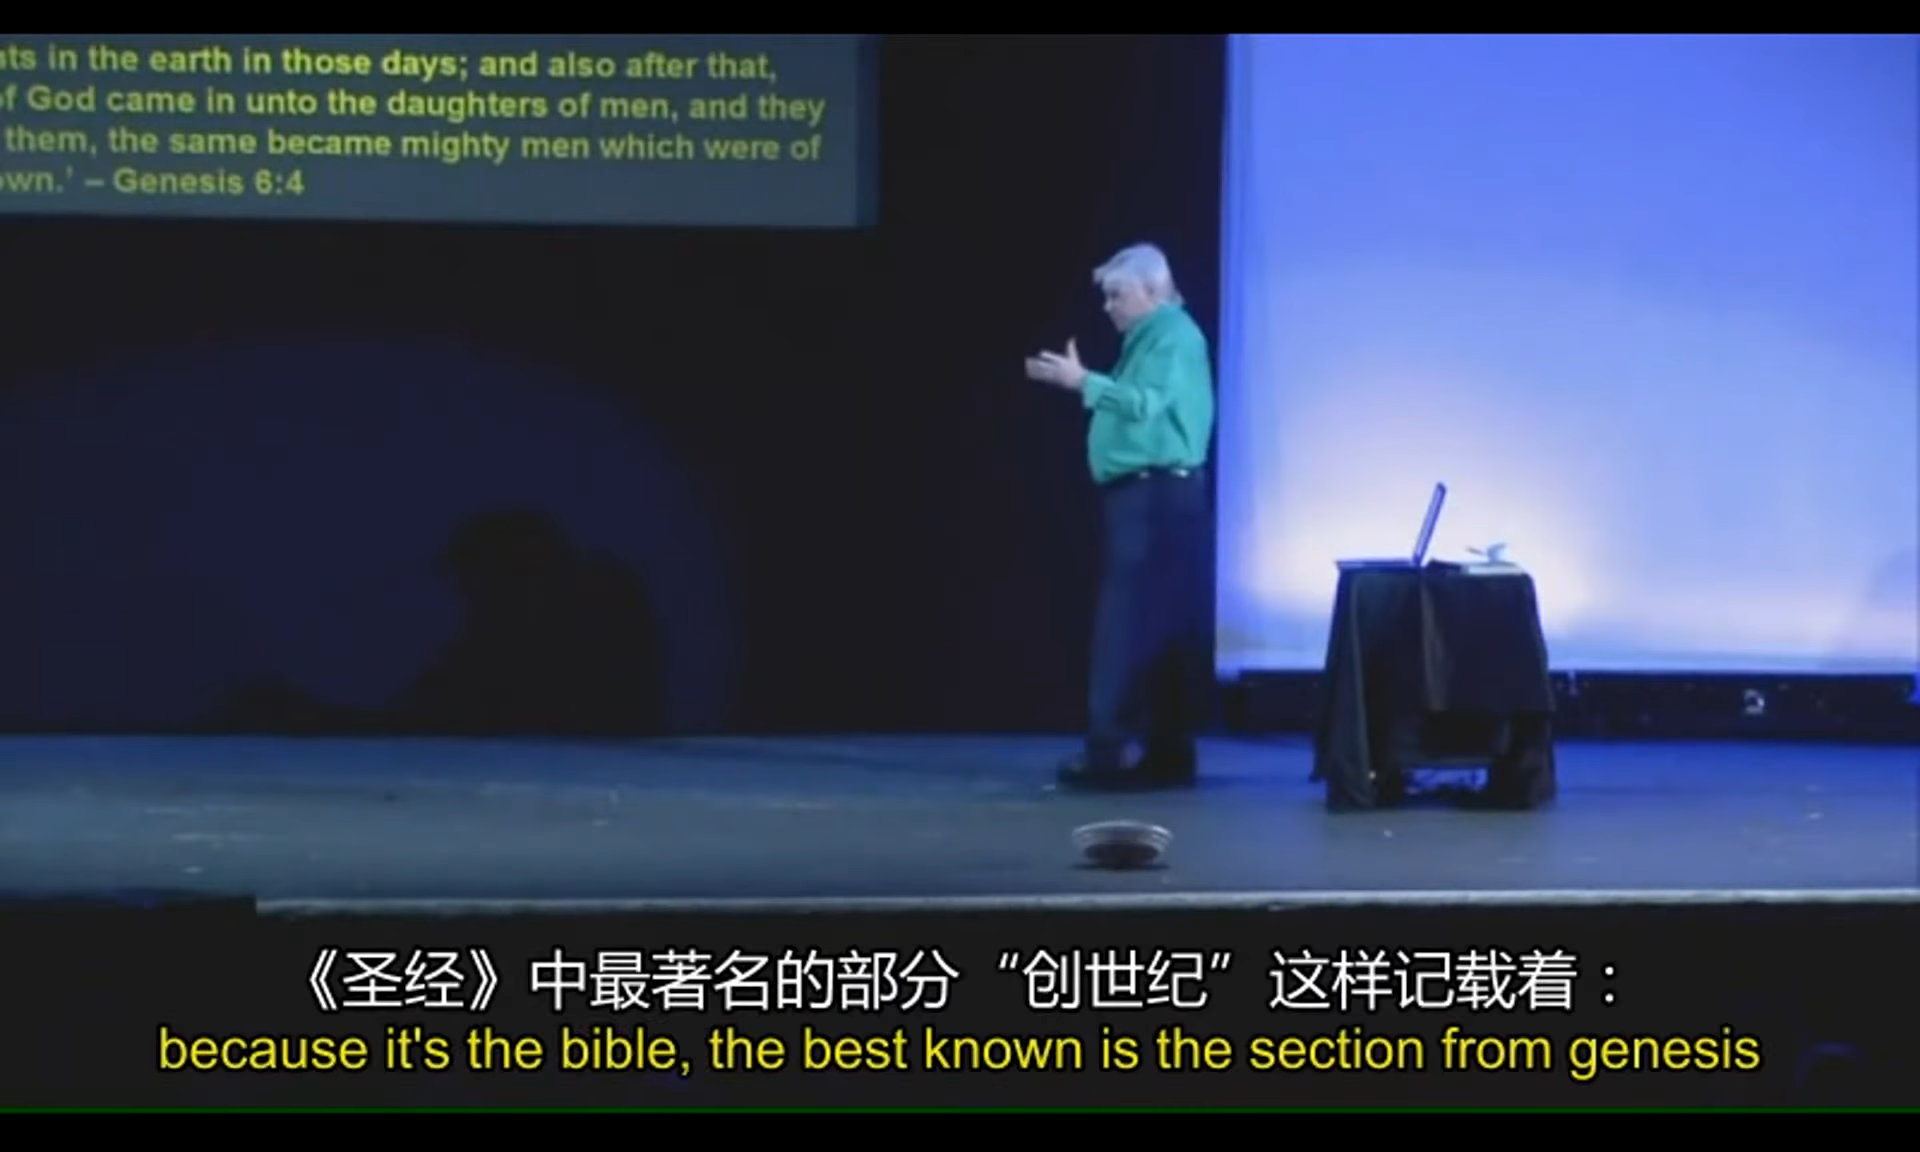 in the earth in those days; and also after that,
God came in unto the daughters of men, and they
them, the same became mighty men which were of
– Genesis 6:4
《圣经》中最著名的部分“创世纪”这样记载着：
because it's the bible, the best known is the section from genesis